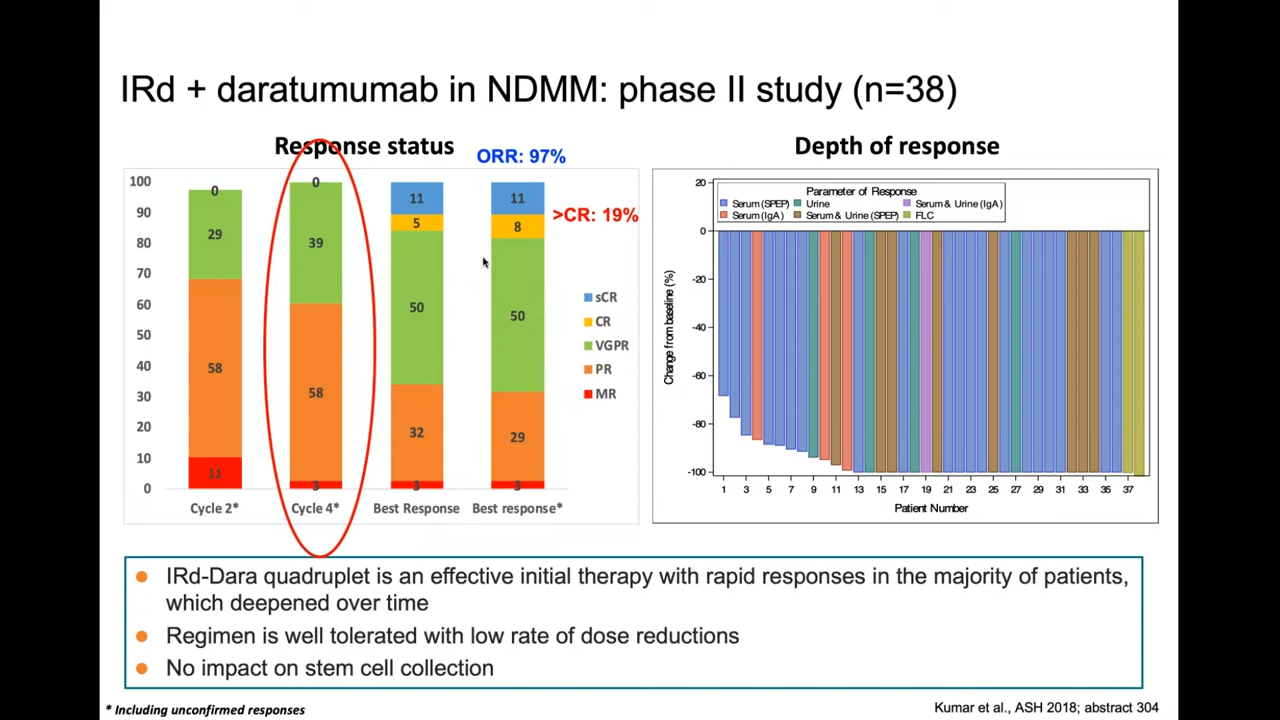 IRd + daratumumab in NDMM: phase II study (n=38)
Response status
ORR: 97%
>CR: 19%
100
90
80
70
60
50
40
30
20
10
0
0
29
58
11
0
39
58
3
11
5
50
32
3
11
8
50
29
3
Cycle 2*
Cycle 4*
Best Response
Best response*
sCR
CR
VGPR
PR
MR
Depth of response
Parameter of Response
Serum (SPEP)
Urine
Serum & Urine (IgA)
Serum (IgA)
Serum & Urine (SPEP)
FLC
Change from baseline (%)
20
0
-20
-40
-60
-80
-100
1 3 5 7 9 11 13 15 17 19 21 23 25 27 29 31 33 35 37
Patient Number
IRd-Dara quadruplet is an effective initial therapy with rapid responses in the majority of patients,
which deepened over time
Regimen is well tolerated with low rate of dose reductions
No impact on stem cell collection
* Including unconfirmed responses
Kumar et al., ASH 2018; abstract 304